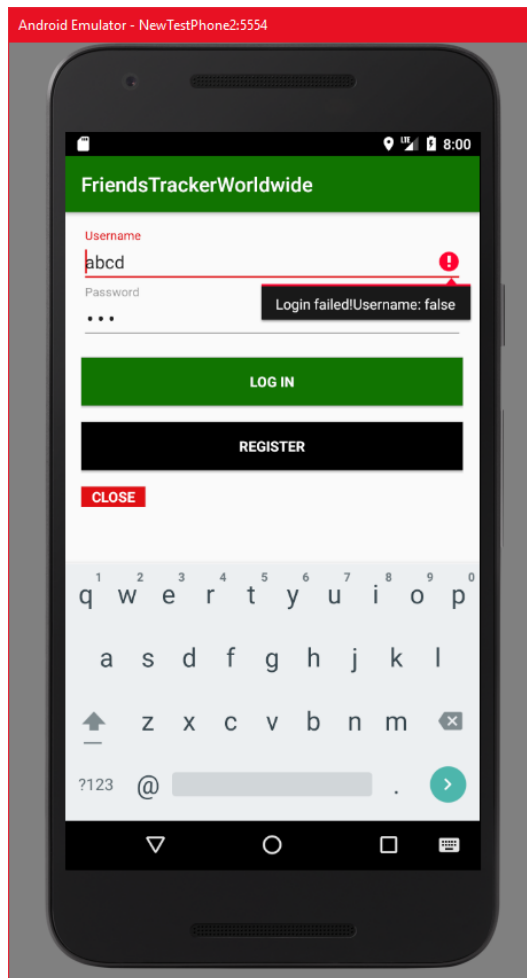 Android Emulator - NewTestPhone2:5554
LTE 8:00
FriendsTrackerWorldwide
Username
abcd
Password
Login failed!Username: false
LOG IN
REGISTER
CLOSE
1 2 3 4 5 6 7 8 9 0
q w e r t y u i o p
a s d f g h j k l
z x c v b n m
?123 @ .